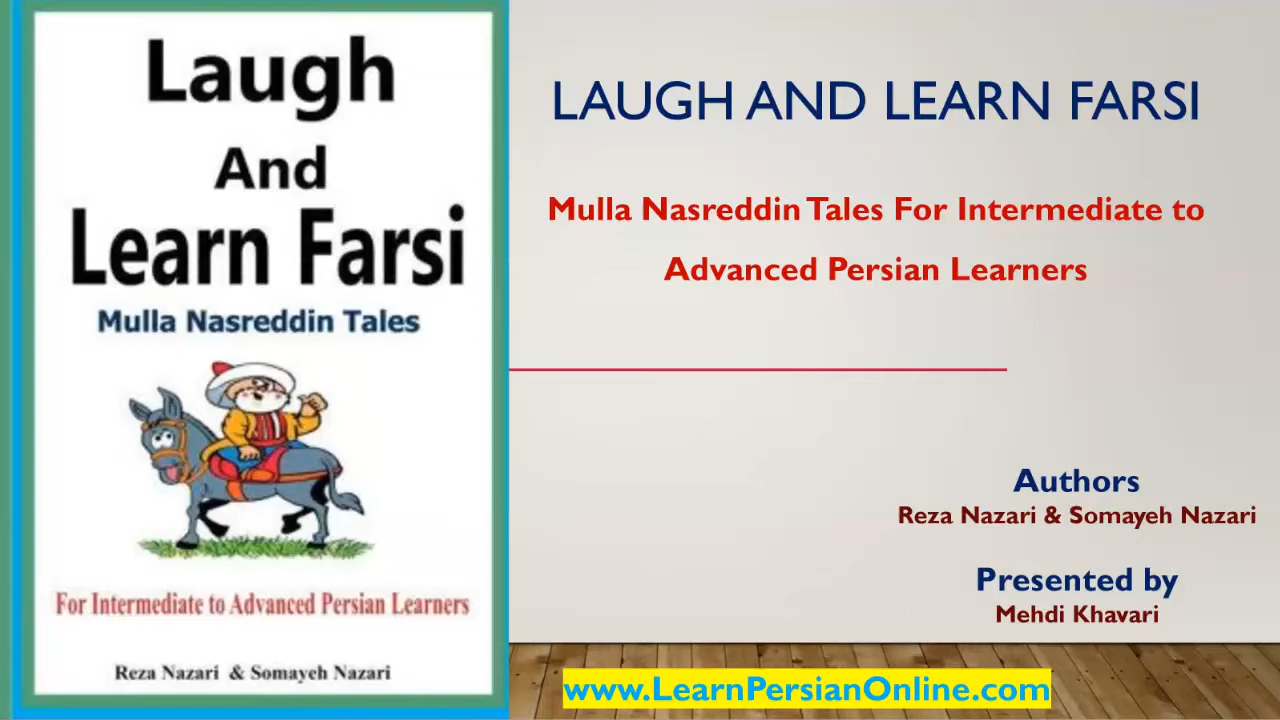 Laugh
And
Learn Farsi
Mulla Nasreddin Tales
For Intermediate to Advanced Persian Learners
Reza Nazari & Somayeh Nazari
LAUGH AND LEARN FARSI
Mulla Nasreddin Tales For Intermediate to
Advanced Persian Learners
Authors
Reza Nazari & Somayeh Nazari
Presented by
Mehdi Khavari
www.LearnPersianOnline.com